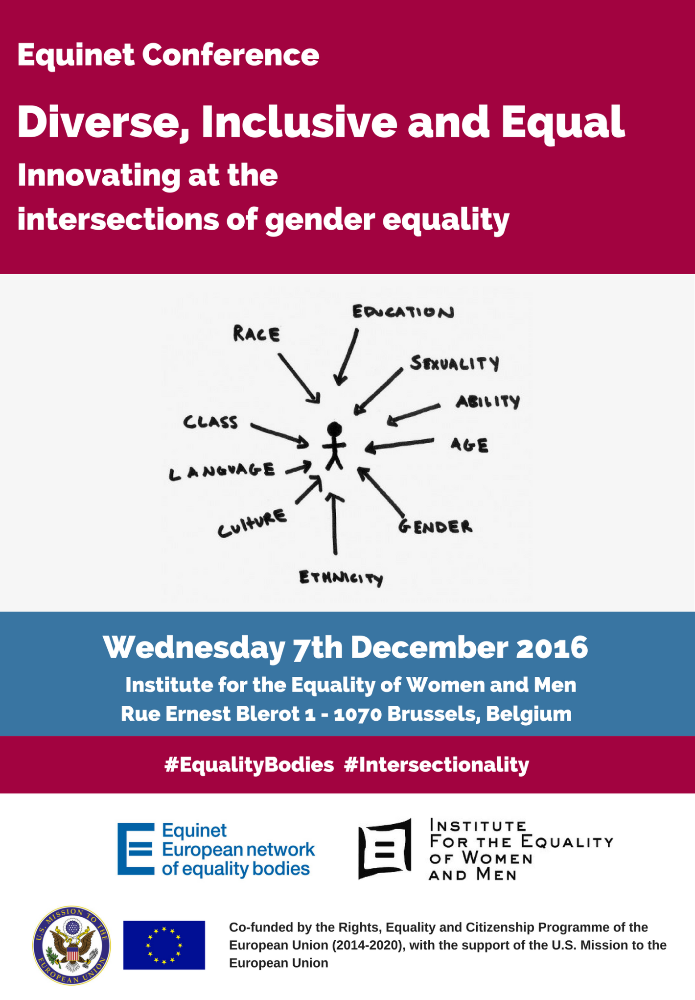 Equinet Conference
Diverse, Inclusive and Equal
Innovating at the
intersections of gender equality
EDUCATION
RACE
SEXUALITY
ABILITY
CLASS
AGE
LANGUAGE
CULTURE
GENDER
ETHNICITY
Wednesday 7th December 2016
Institute for the Equality of Women and Men
Rue Ernest Blerot 1 - 1070 Brussels, Belgium
#EqualityBodies #Intersectionality
Equinet
European network
of equality bodies
INSTITUTE
FOR THE EQUALITY
OF WOMEN
AND MEN
U.S. MISSION TO THE
EUROPEAN UNION
Co-funded by the Rights, Equality and Citizenship Programme of the
European Union (2014-2020), with the support of the U.S. Mission to the
European Union